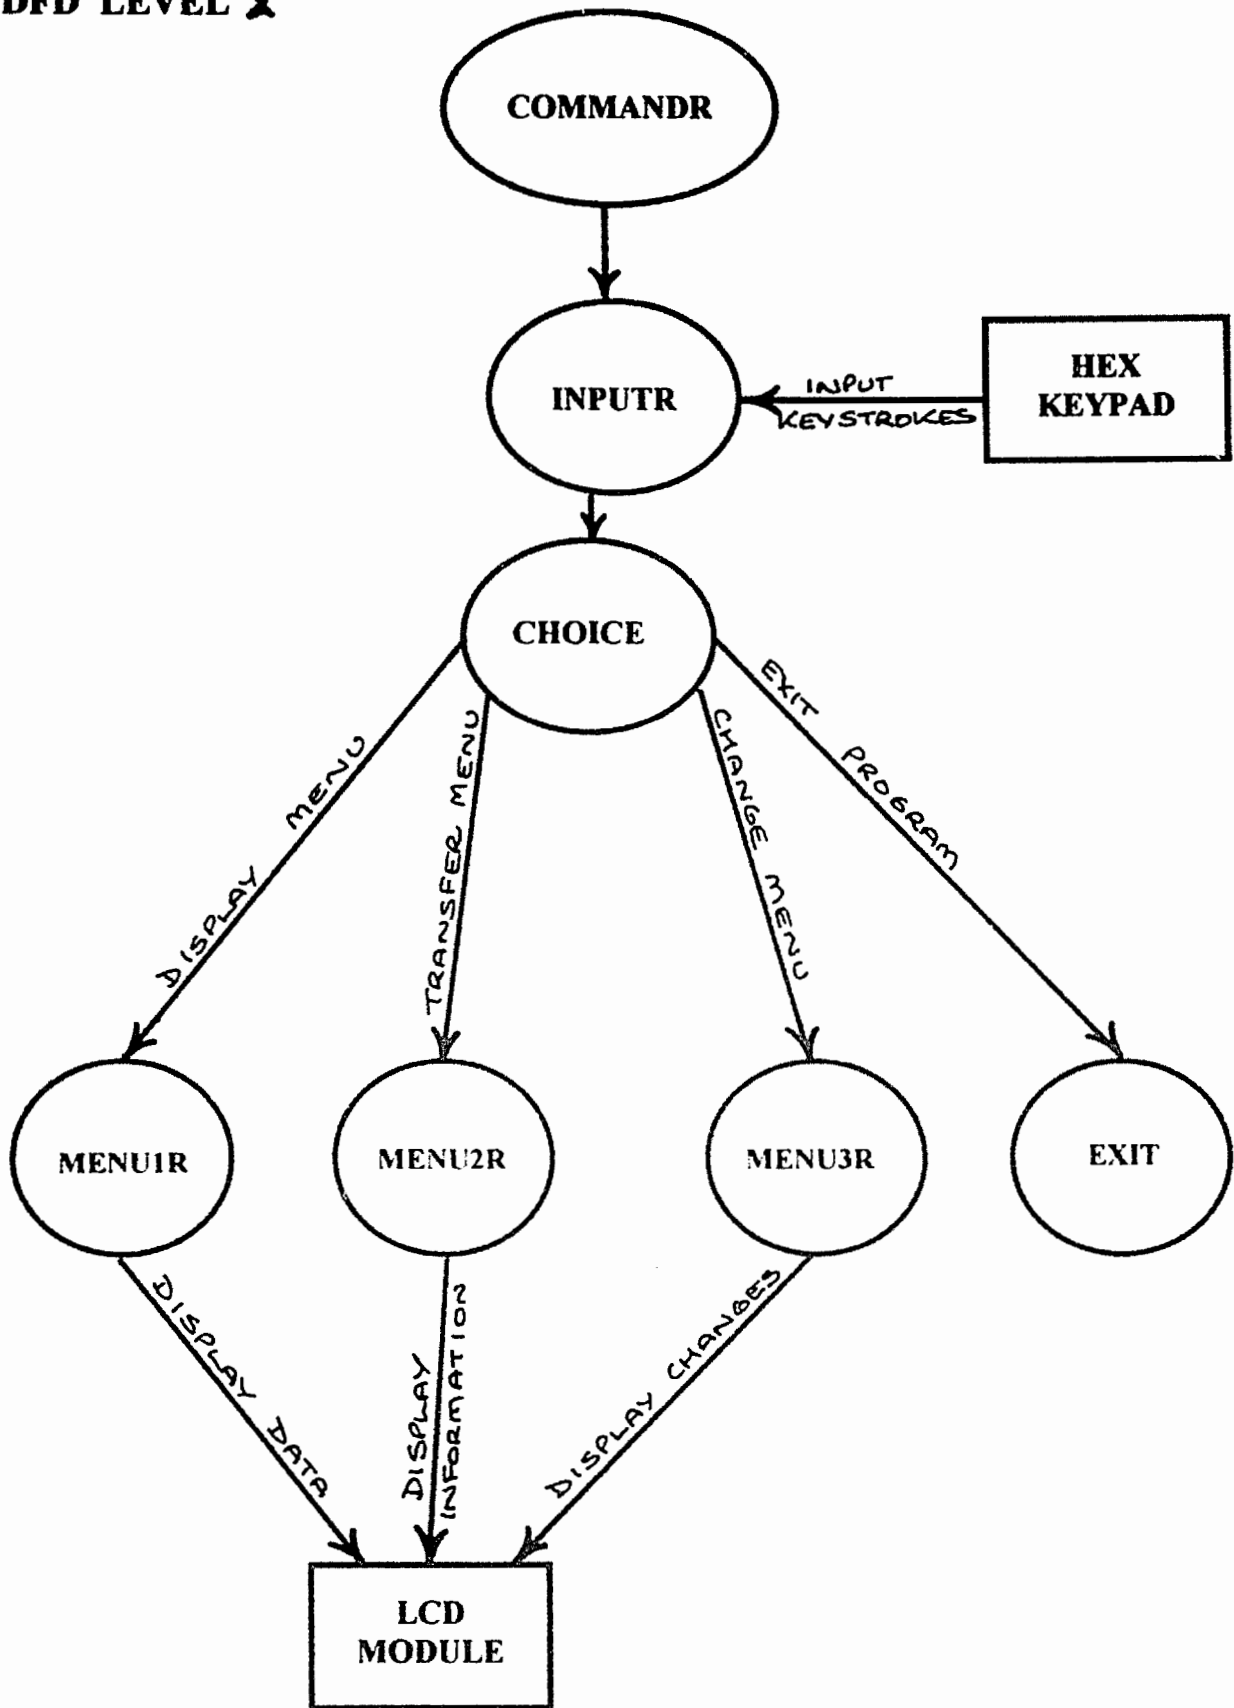 DFD LEVEL
COMMANDR
INPUTR
INPUT
KEYSTROKES
HEX
KEYPAD
CHOICE
DISPLAY MENU
TRANSFER MENU
CHANGE MENU
EXIT PROGRAM
MENU1R
MENU2R
MENU3R
EXIT
DISPLAY DATA
DISPLAY
INFORMATION
DISPLAY CHANGES
LCD
MODULE